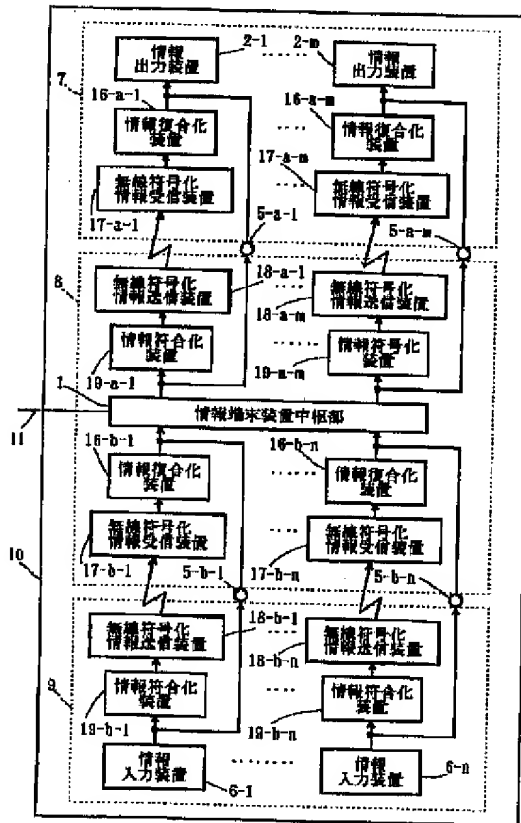 2-1 2-m
情報
出力装置
情報
出力装置
7
16-a-1 16-a-m
情報復合化
装置
情報復合化
装置
17-a-m
無線符号化
情報受信装置
無線符号化
情報受信装置
17-a-1 5-a-1 5-a-m
8
18-a-1
無線符号化
情報送信装置
無線符号化
情報送信装置
18-a-m
情報符合化
装置
情報符号化
装置
19-a-1 19-a-m
1
情報端末装置中枢部
11
16-b-1 16-b-n
情報復合化
装置
情報復合化
装置
無線符号化
情報受信装置
無線符号化
情報受信装置
10
17-b-1 5-b-1 17-b-n 5-b-n
18-b-1
無線符号化
情報送信装置
無線符号化
情報送信装置
18-b-n
9
情報符合化
装置
情報符合化
装置
19-b-1 19-b-n
情報
入力装置
情報
入力装置
6-1 6-n